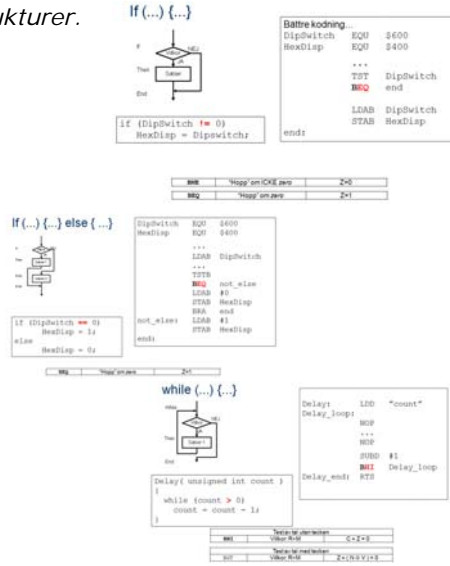 ukturer.
If (...) {...}
If
Villkor
NEJ
JA
Then
Satser
End
if (DipSwitch != 0)
HexDisp = Dipswitch;
Bättre kodning...
DipSwitch EQU $600
HexDisp EQU $400
...
TST DipSwitch
BEQ end
LDAB DipSwitch
STAB HexDisp
end:
BNE "Hopp" om ICKE zero Z=0
BEQ "Hopp" om zero Z=1
If (...) {...} else { ...}
if (DipSwitch == 0)
HexDisp = 1;
else
HexDisp = 0;
DipSwitch EQU $600
HexDisp EQU $400
...
LDAB DipSwitch
...
TSTB
BEQ not_else
LDAB #0
STAB HexDisp
BRA end
not_else: LDAB #1
STAB HexDisp
end:
BEQ "Hopp" om zero Z=1
while (...) {...}
NEJ
Then
Satser 1
End
Delay( unsigned int count )
{
while (count > 0)
count = count - 1;
}
Delay: LDD "count"
Delay_loop:
NOP
...
NOP
SUBD #1
BHI Delay_loop
Delay_end: RTS
Test av tal utan tecken
BHI Villkor: R>M C + Z = 0
Test av tal med tecken
BGT Villkor: R>M